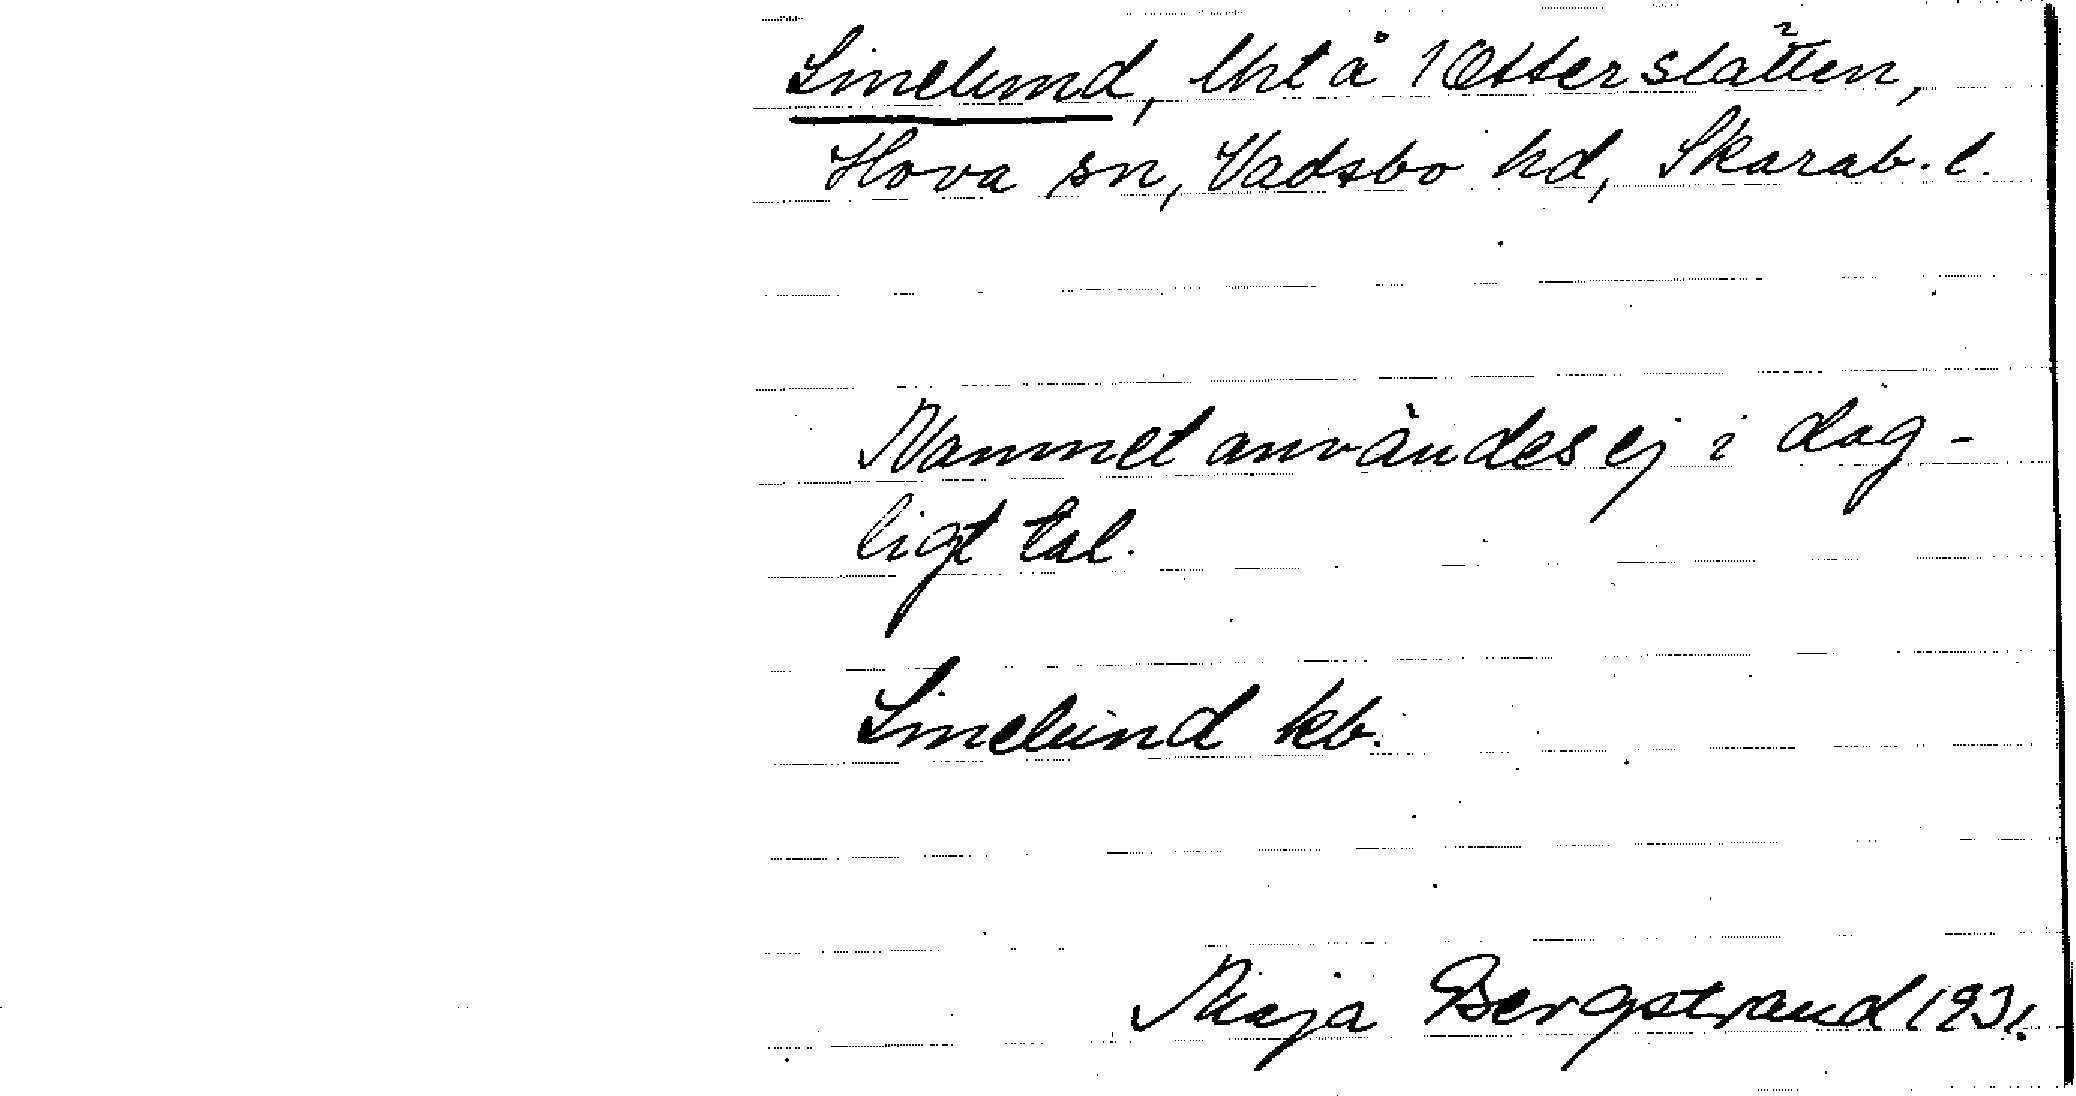 Linelund, lht å 1 Otterslätten,
Hova sn, Vadsbo hd, Skarab. l.
Namnet användes ej i dag-
ligt tal.
Linelund kb.
Maja Bergstrand 1931.